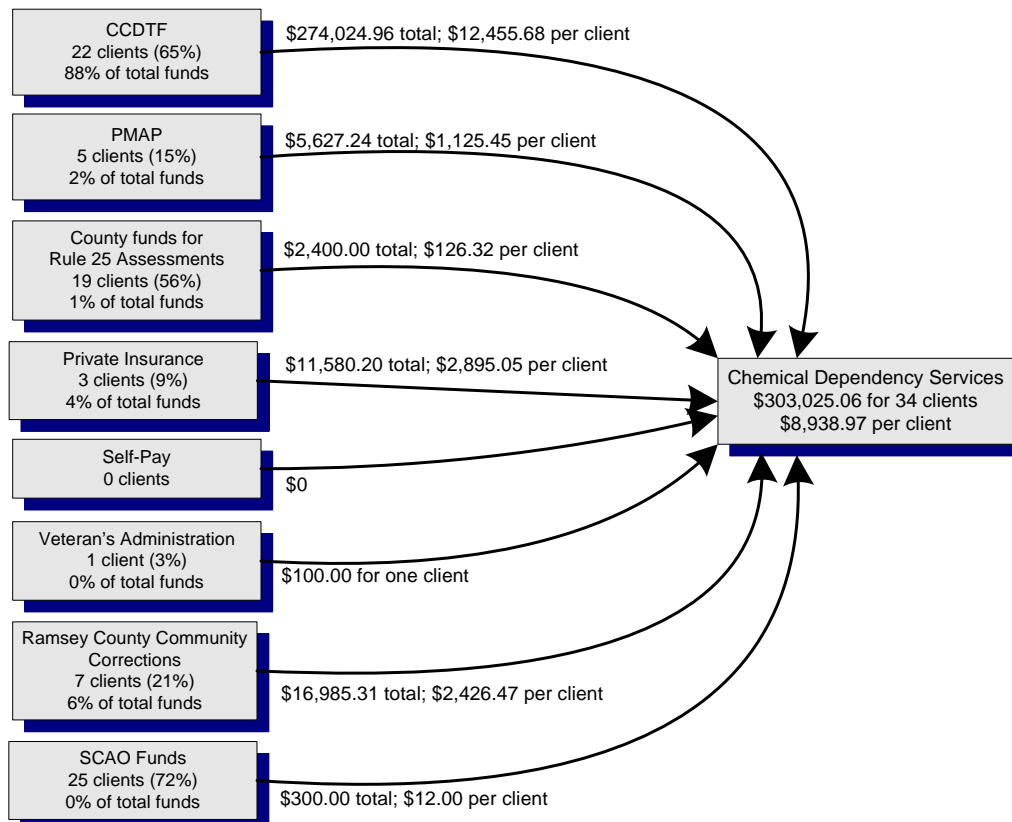 CCDTF
22 clients (65%)
88% of total funds
$274,024.96 total; $12,455.68 per client
PMAP
5 clients (15%)
2% of total funds
$5,627.24 total; $1,125.45 per client
County funds for
Rule 25 Assessments
19 clients (56%)
1% of total funds
$2,400.00 total; $126.32 per client
Private Insurance
3 clients (9%)
4% of total funds
$11,580.20 total; $2,895.05 per client
Chemical Dependency Services
$303,025.06 for 34 clients
$8,938.97 per client
Self-Pay
0 clients
$0
Veteran's Administration
1 client (3%)
0% of total funds
$100.00 for one client
Ramsey County Community
Corrections
7 clients (21%)
6% of total funds
$16,985.31 total; $2,426.47 per client
SCAO Funds
25 clients (72%)
0% of total funds
$300.00 total; $12.00 per client